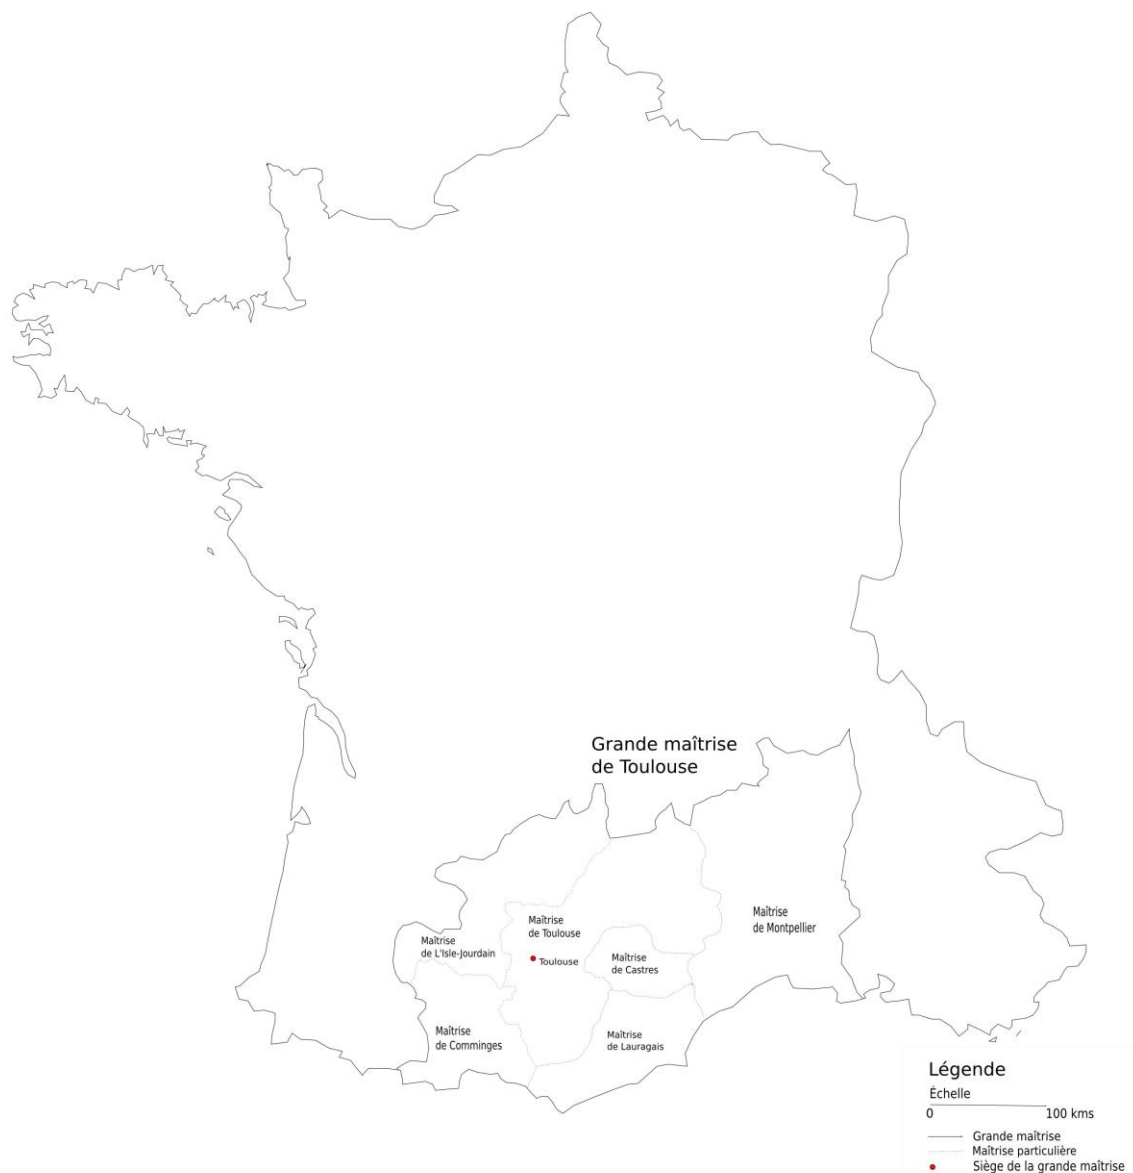 Grande maîtrise
de Toulouse
Maîtrise
de Toulouse
Maîtrise
de Montpellier
Maîtrise
de L'Isle-Jourdain
Toulouse
Maîtrise
de Castres
Maîtrise
de Comminges
Maîtrise
de Lauragais
Légende
Échelle
0 100 kms
Grande maîtrise
Maîtrise particulière
Siège de la grande maîtrise